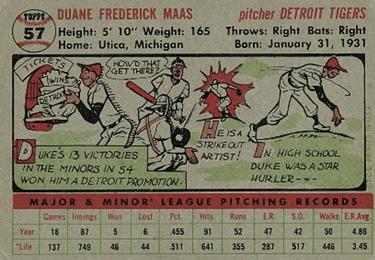 TOPPS
57
DUANE FREDERICK MAAS
pitcher DETROIT TIGERS
Height: 5' 10" Weight: 165
Throws: Right Bats: Right
Home: Utica, Michigan
Born: January 31, 1931
TICKETS
WINS
DETROIT
HOW'D THAT GET THERE?
DUKE'S 13 VICTORIES
IN THE MINORS IN 54
WON HIM A DETROIT PROMOTION.
HE IS A
STRIKE OUT
ARTIST!
IN HIGH SCHOOL
DUKE WAS A STAR
HURLER---
MAJOR & MINOR LEAGUE PITCHING RECORDS
Games Innings Won Lost Pct. Hits Runs E.R. S.O. Walks E.R.Avg.
Year 18 87 5 6 .455 91 52 47 42 50 4.86
*Life 137 749 46 44 .511 641 355 287 517 446 3.45